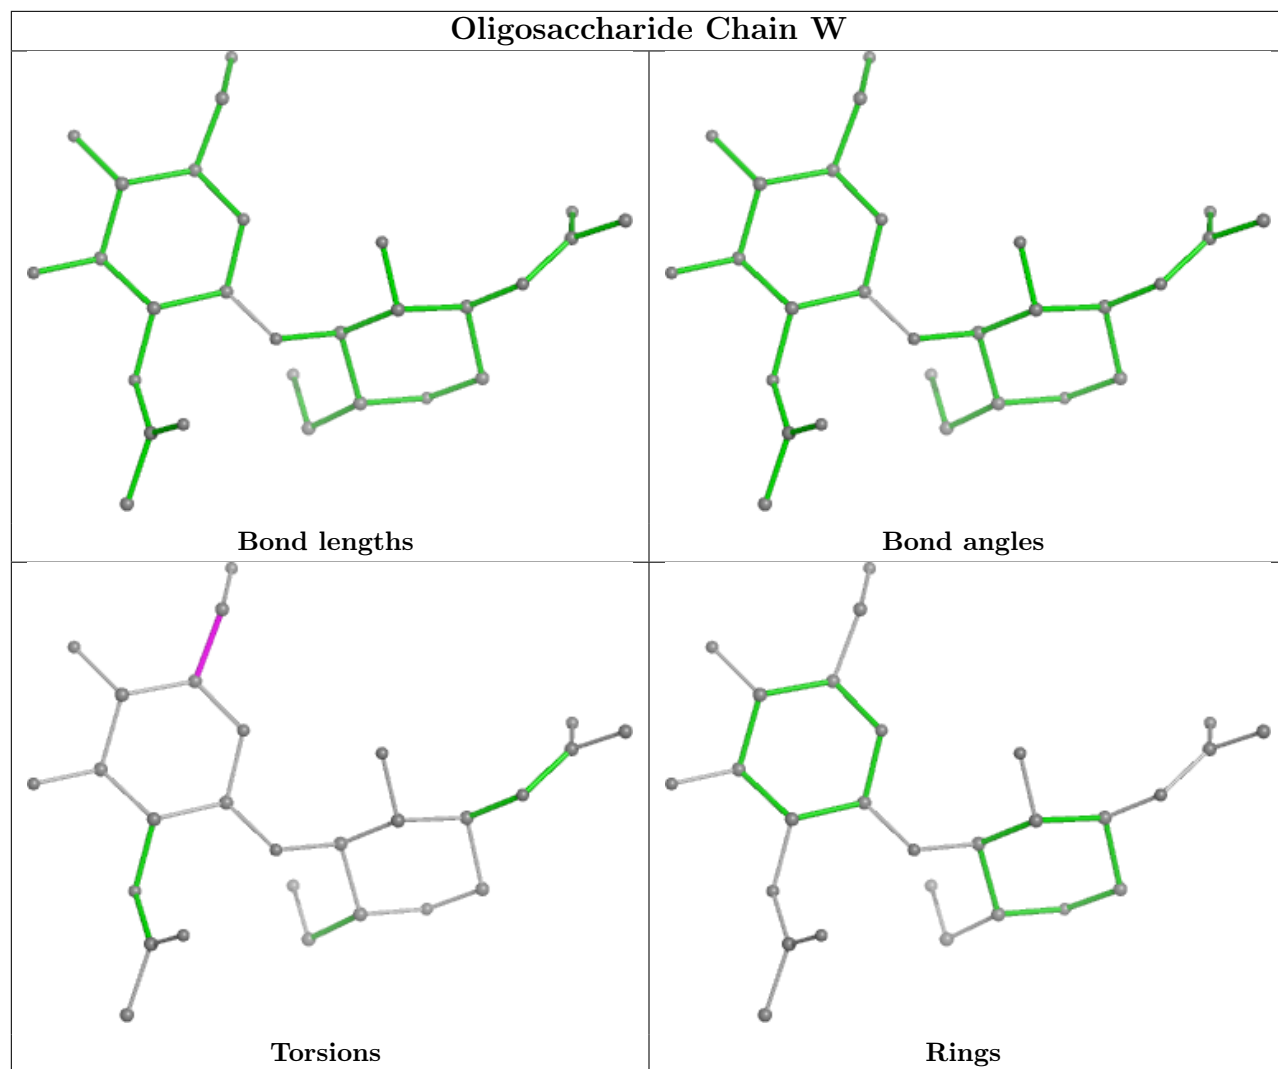 Oligosaccharide Chain W
Bond lengths
Bond angles
Torsions
Rings